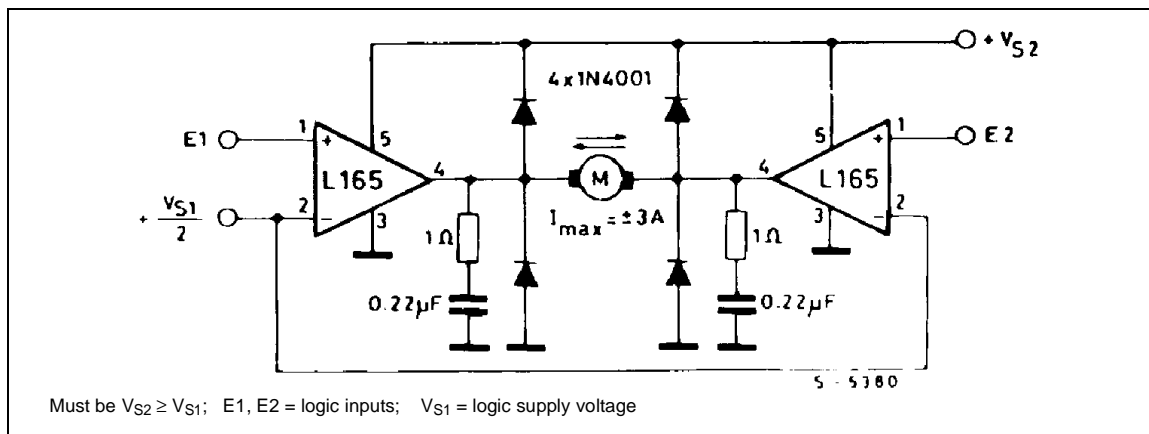 + VS2
4x1N4001
E1
1
+
5
L165
4
2
−
3
+ VS1/2
M
Imax = ±3A
1Ω
0.22µF
1Ω
0.22µF
4
5
L165
+
1
E2
−
2
3
S - 5780
Must be VS2 ≥ VS1; E1, E2 = logic inputs; VS1 = logic supply voltage